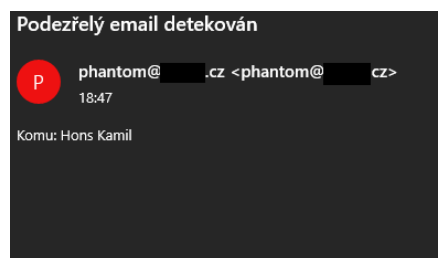 Podezřelý email detekován
P
phantom@ .cz <phantom@ cz>
18:47
Komu: Hons Kamil